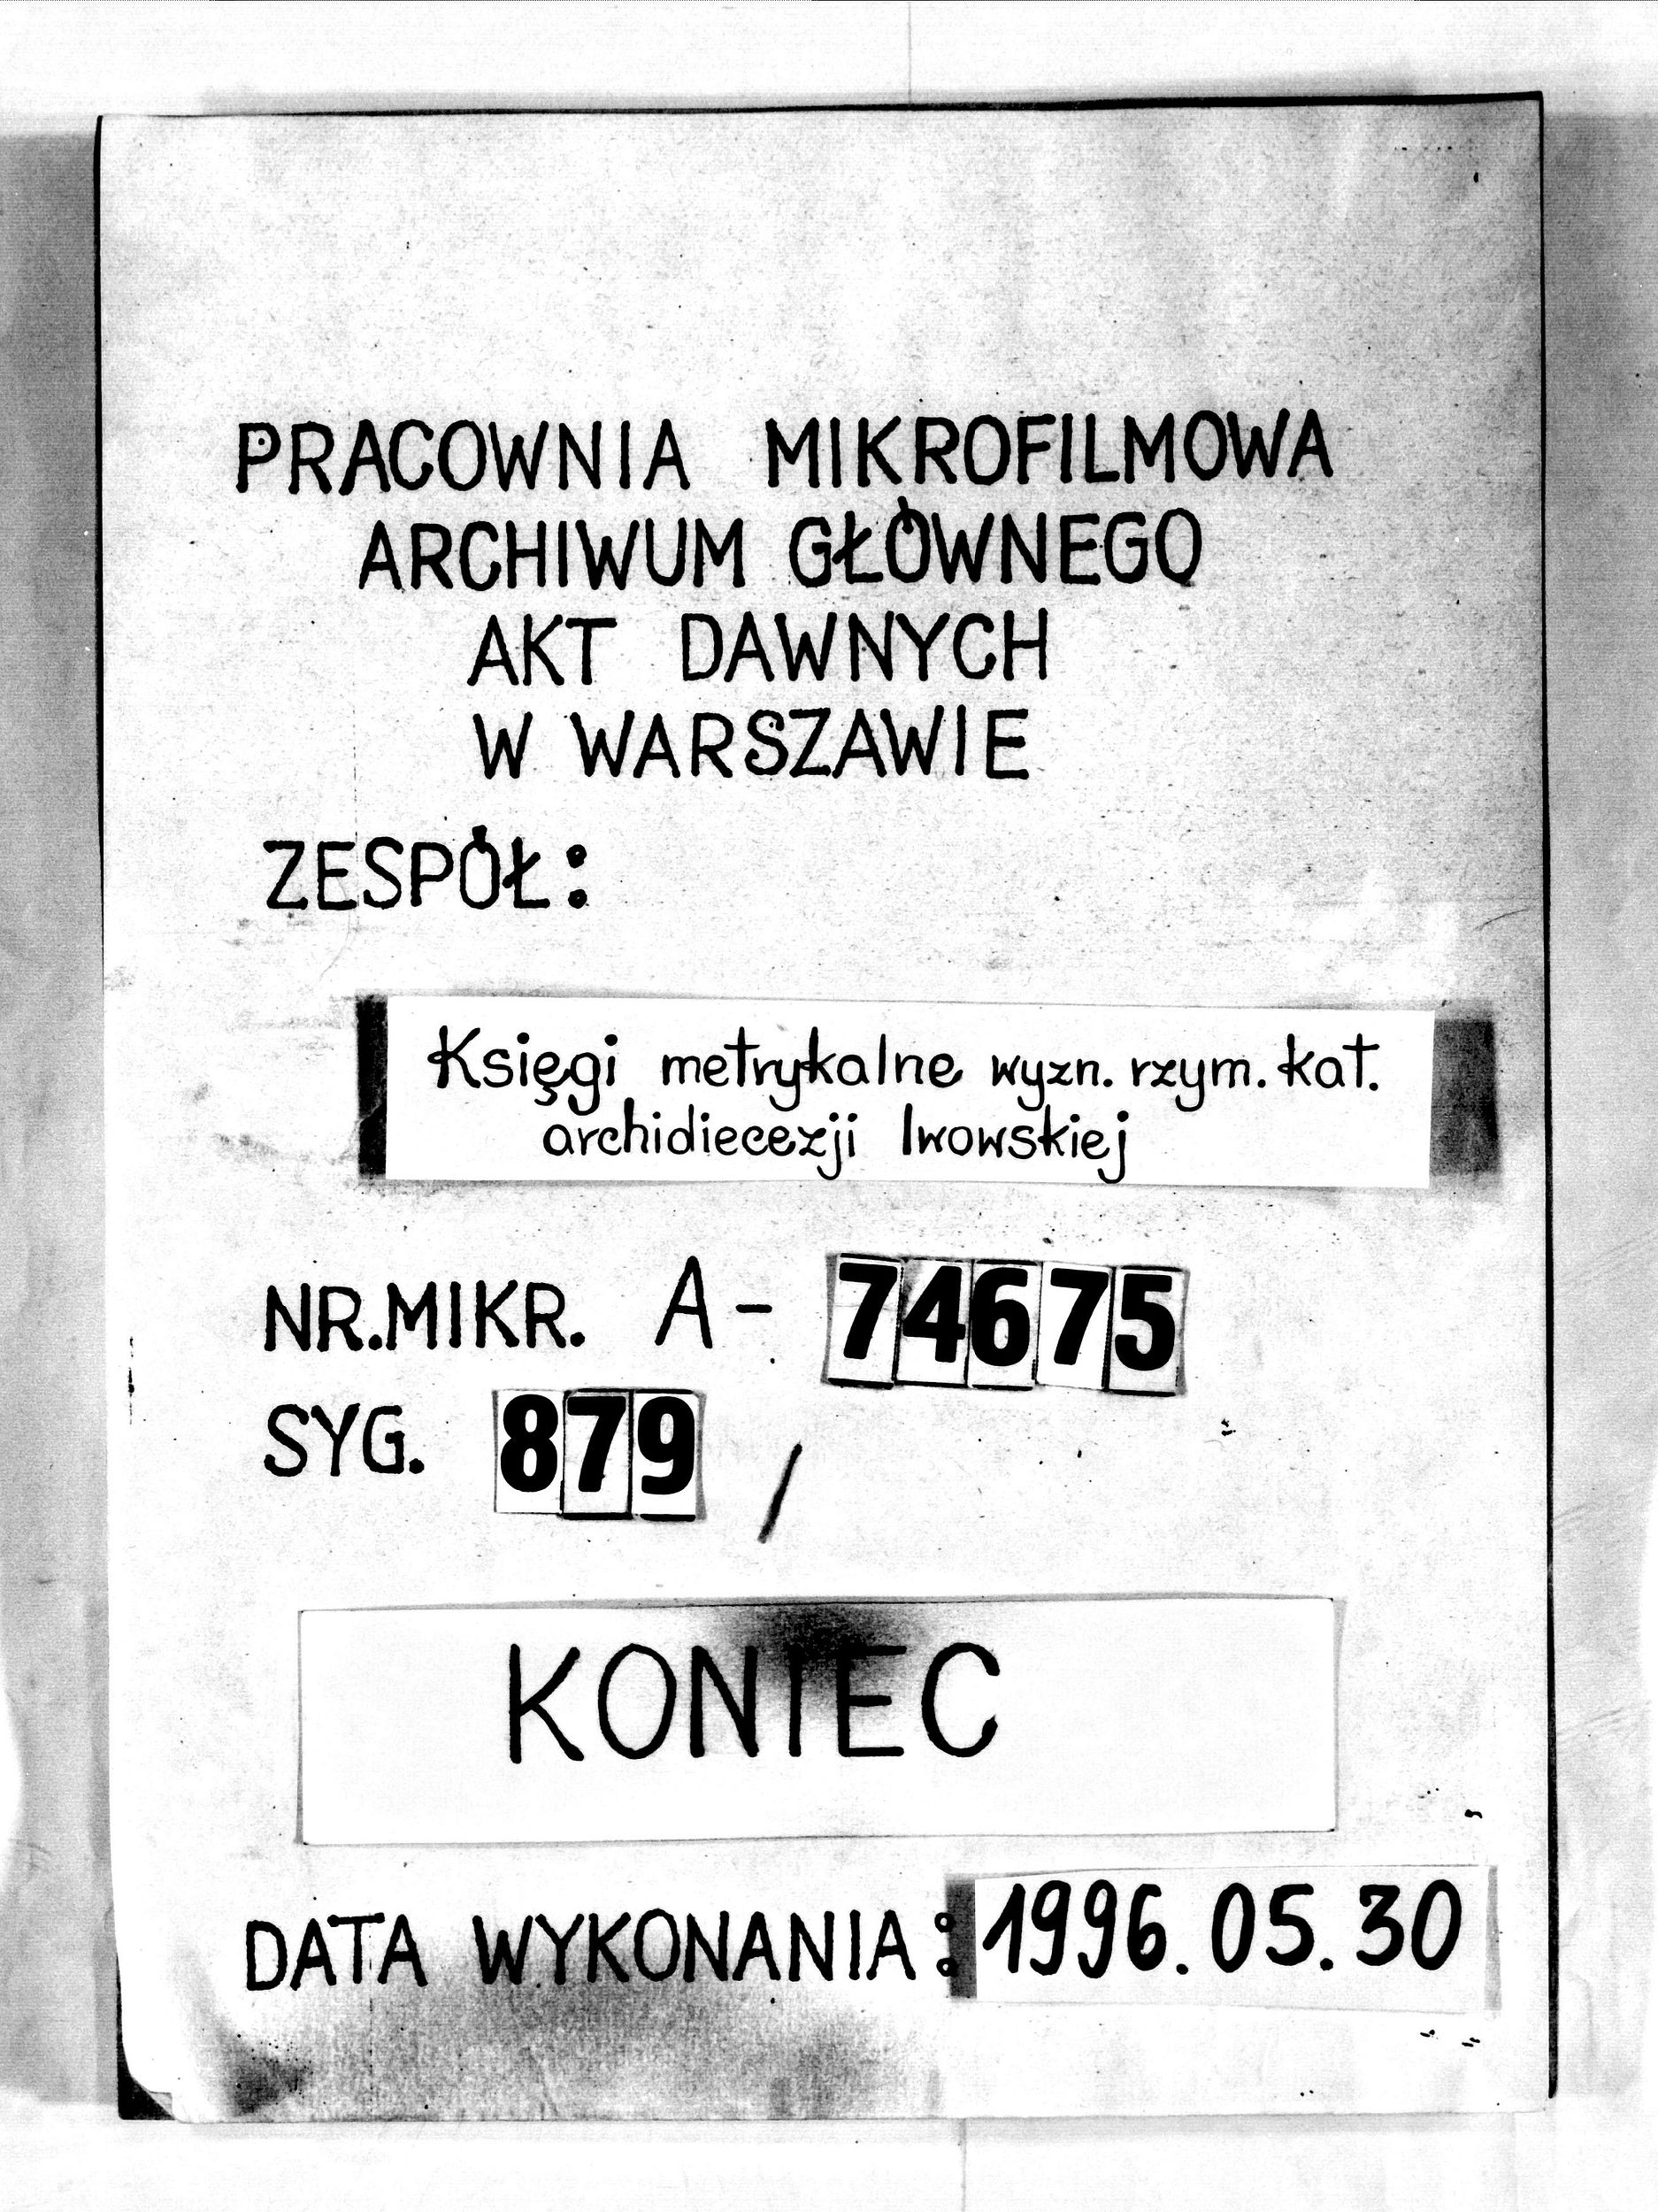 PRACOWNIA MIKROFILMOWA
ARCHIWUM GŁÓWNEGO
AKT DAWNYCH
W WARSZAWIE
ZESPÓŁ:
Księgi metrykalne wyzn. rzym. kat.
archidiecezji lwowskiej
NR.MIKR. A- 74675
SYG. 879 /
KONIEC
DATA WYKONANIA: 1996.05.30